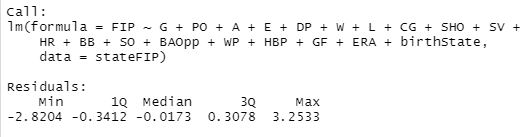 Call:
lm(formula = FIP ~ G + PO + A + E + DP + W + L + CG + SHO + SV +
HR + BB + SO + BAOpp + WP + HBP + GF + ERA + birthState,
data = stateFIP)
Residuals:
Min 1Q Median 3Q Max
-2.8204 -0.3412 -0.0173 0.3078 3.2533